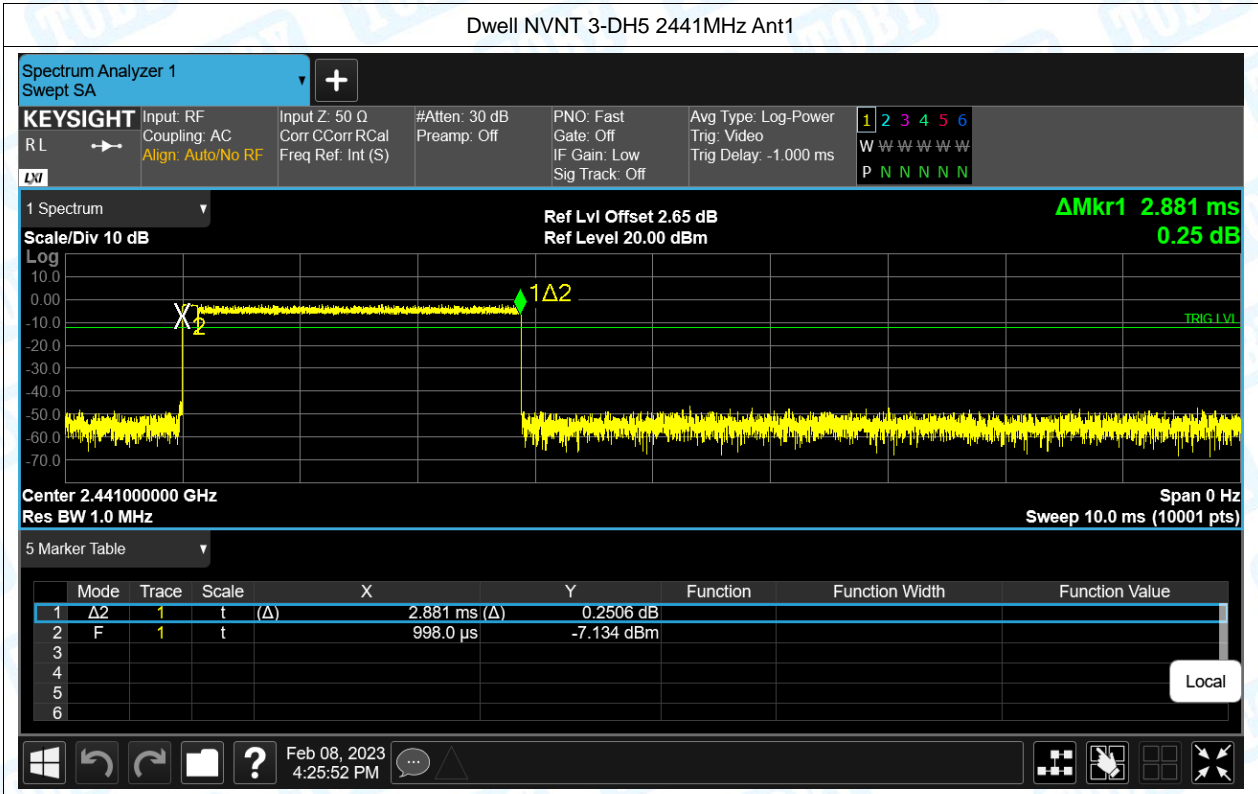 Dwell NVNT 3-DH5 2441MHz Ant1
Spectrum Analyzer 1
Swept SA
KEYSIGHT
RL
LXI
Input: RF
Coupling: AC
Align: Auto/No RF
Input Z: 50 Ω
Corr CCorr RCal
Freq Ref: Int (S)
#Atten: 30 dB
Preamp: Off
PNO: Fast
Gate: Off
IF Gain: Low
Sig Track: Off
Avg Type: Log-Power
Trig: Video
Trig Delay: -1.000 ms
1 2 3 4 5 6
W W W W W W
P N N N N N
1 Spectrum
Scale/Div 10 dB
Ref Lvl Offset 2.65 dB
Ref Level 20.00 dBm
ΔMkr1 2.881 ms
0.25 dB
Log
10.0
0.00
-10.0
-20.0
-30.0
-40.0
-50.0
-60.0
-70.0
X
2
1Δ2
TRIG LVL
Center 2.441000000 GHz
Res BW 1.0 MHz
Span 0 Hz
Sweep 10.0 ms (10001 pts)
5 Marker Table
Mode Trace Scale X Y Function Function Width Function Value
1 Δ2 1 t (Δ) 2.881 ms (Δ) 0.2506 dB
2 F 1 t 998.0 µs -7.134 dBm
3
4
5
6
Local
?
Feb 08, 2023
4:25:52 PM
TOBY